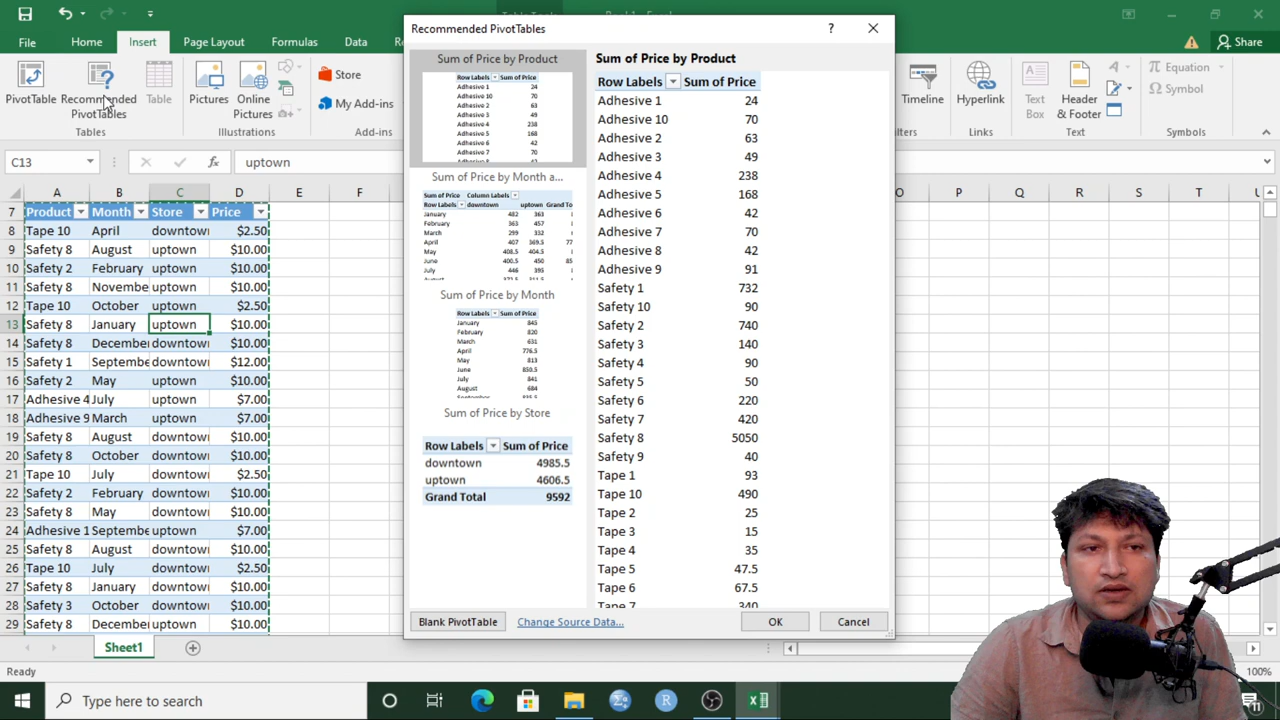 Recommended PivotTables
?
File
Home
Insert
Page Layout
Formulas
Data
Share
PivotTable
Recommended
PivotTables
Table
Tables
Pictures
Online
Pictures
Illustrations
Store
My Add-ins
Timeline
Links
Text
Box
Header
& Footer
Text
Equation
Symbol
Symbols
C13
fx
uptown
A B C D E F P Q R S T U
Product Month Store Price
8 Tape 10 April downtown $2.50
9 Safety 8 August uptown $10.00
10 Safety 2 February uptown $10.00
11 Safety 8 November uptown $10.00
12 Tape 10 October uptown $2.50
13 Safety 8 January uptown $10.00
14 Safety 8 December downtown $10.00
15 Safety 1 September downtown $12.00
16 Safety 2 May uptown $10.00
17 Adhesive 4 July uptown $7.00
18 Adhesive 9 March uptown $7.00
19 Safety 8 August downtown $10.00
20 Safety 8 October downtown $10.00
21 Tape 10 July downtown $2.50
22 Safety 2 February uptown $10.00
23 Safety 8 May downtown $10.00
24 Adhesive 1 September uptown $7.00
25 Safety 8 August downtown $10.00
26 Tape 10 July downtown $2.50
27 Safety 8 January uptown $10.00
28 Safety 3 October downtown $10.00
29 Safety 8 December downtown $10.00
Sum of Price by Product
Row Labels Sum of Price
Adhesive 1 24
Adhesive 10 70
Adhesive 2 63
Adhesive 3 49
Adhesive 4 238
Adhesive 5 168
Adhesive 6 42
Adhesive 7 70
Adhesive 8 42
Sum of Price by Month a...
Sum of Price Column Labels
Row Labels downtown uptown Grand To
January 482 363
February 363 457
March 299 332
April 407 369.5 77
May 408.5 404.5
June 400.5 450 85
July 446 395
August 372.5 311.5
Sum of Price by Month
Row Labels Sum of Price
January 845
February 820
March 631
April 776.5
May 813
June 850.5
July 841
August 684
Sum of Price by Store
Row Labels Sum of Price
downtown 4985.5
uptown 4606.5
Grand Total 9592
Sum of Price by Product
Row Labels Sum of Price
Adhesive 1 24
Adhesive 10 70
Adhesive 2 63
Adhesive 3 49
Adhesive 4 238
Adhesive 5 168
Adhesive 6 42
Adhesive 7 70
Adhesive 8 42
Adhesive 9 91
Safety 1 732
Safety 10 90
Safety 2 740
Safety 3 140
Safety 4 90
Safety 5 50
Safety 6 220
Safety 7 420
Safety 8 5050
Safety 9 40
Tape 1 93
Tape 10 490
Tape 2 25
Tape 3 15
Tape 4 35
Tape 5 47.5
Tape 6 67.5
Tape 7 340
Blank PivotTable
Change Source Data...
OK
Cancel
Sheet1
Ready
100%
Type here to search